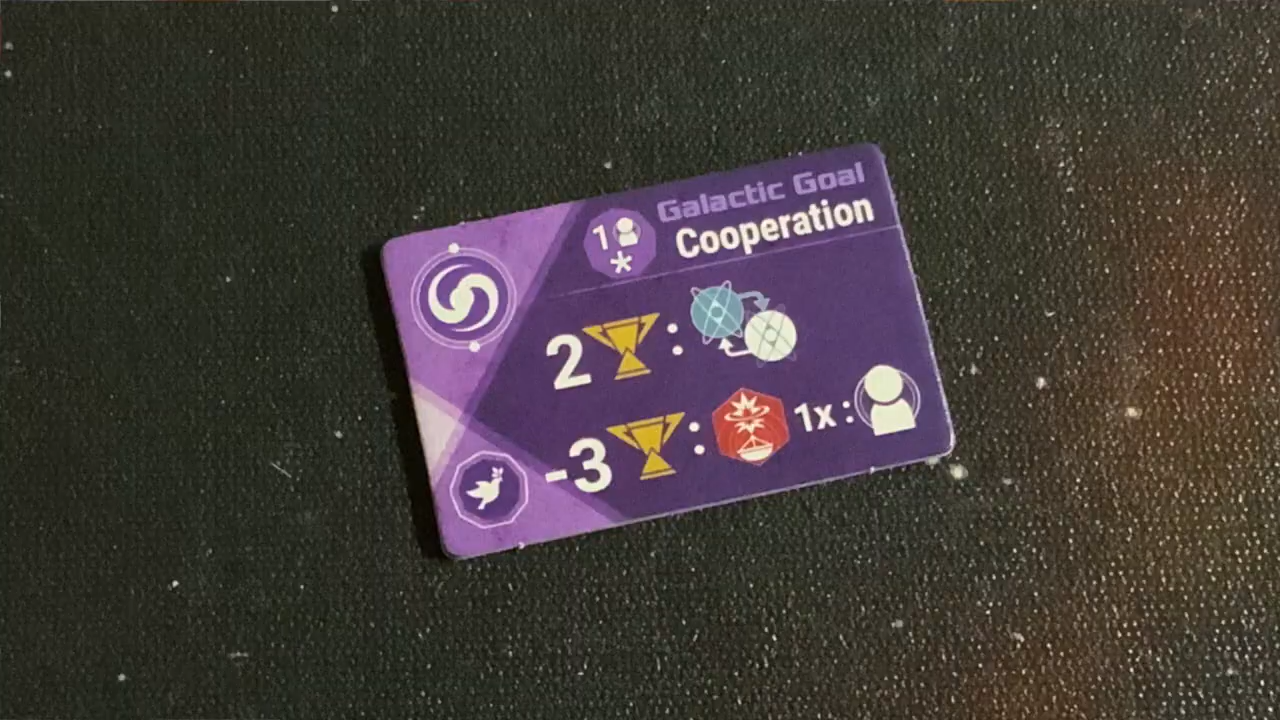 Galactic Goal
1
*
Cooperation
2 :
-3 : 1x :